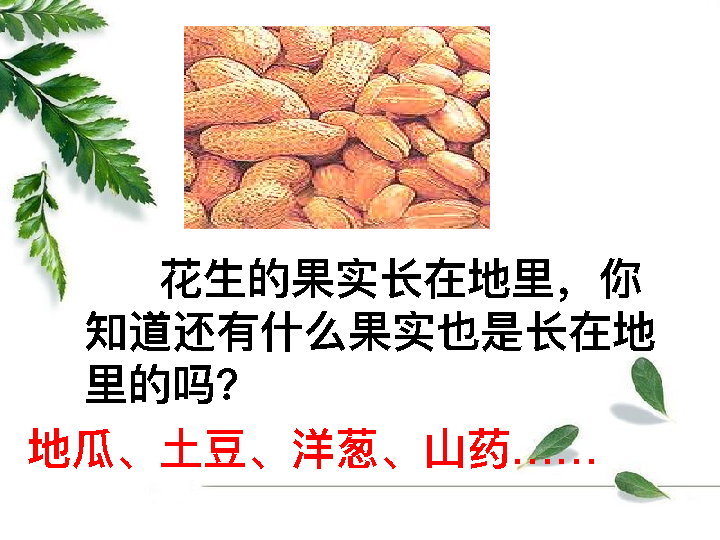 花生的果实长在地里，你
知道还有什么果实也是长在地
里的吗?
地瓜、土豆、洋葱、山药……